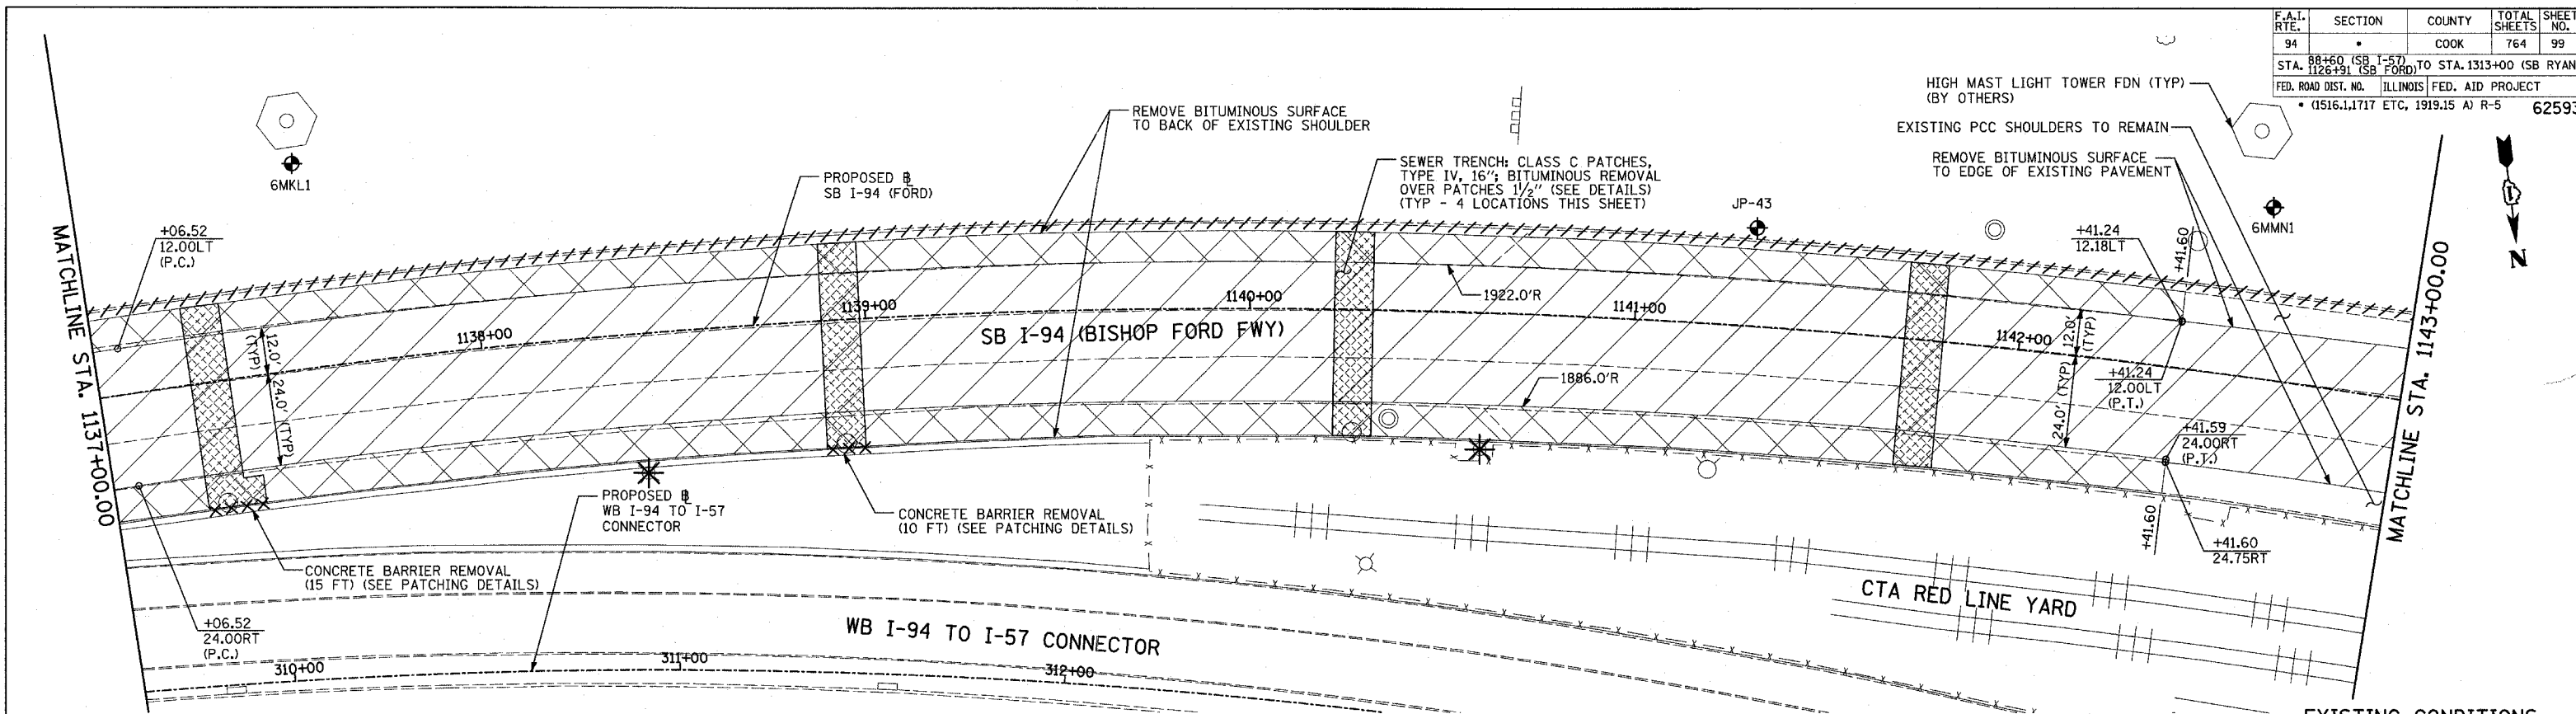 F.A.I. RTE. SECTION COUNTY TOTAL SHEETS SHEET NO.
94 • COOK 764 99
STA. 88+60 (SB I-57) 1126+91 (SB FORD) TO STA. 1313+00 (SB RYAN
FED. ROAD DIST. NO. ILLINOIS FED. AID PROJECT
• (1516.1,1717 ETC, 1919.15 A) R-5 62593
HIGH MAST LIGHT TOWER FDN (TYP)
(BY OTHERS)
EXISTING PCC SHOULDERS TO REMAIN
REMOVE BITUMINOUS SURFACE
TO EDGE OF EXISTING PAVEMENT
REMOVE BITUMINOUS SURFACE
TO BACK OF EXISTING SHOULDER
SEWER TRENCH: CLASS C PATCHES,
TYPE IV, 16"; BITUMINOUS REMOVAL
OVER PATCHES 1½" (SEE DETAILS)
(TYP - 4 LOCATIONS THIS SHEET)
PROPOSED ℄
SB I-94 (FORD)
6MKL1
JP-43
6MMN1
N
MATCHLINE STA. 1137+00.00
+06.52
12.00LT
(P.C.)
+41.24
12.18LT
+41.60
MATCHLINE STA. 1143+00.00
1138+00
1139+00
1140+00
1141+00
1142+00
1922.0'R
SB I-94 (BISHOP FORD FWY)
12.0'
(TYP)
24.0' (TYP)
12.0'
(TYP)
24.0' (TYP)
1886.0'R
+41.24
12.00LT
(P.T.)
+41.59
24.00RT
(P.T.)
+41.60
+41.60
24.75RT
PROPOSED ℄
WB I-94 TO I-57
CONNECTOR
CONCRETE BARRIER REMOVAL
(10 FT) (SEE PATCHING DETAILS)
CONCRETE BARRIER REMOVAL
(15 FT) (SEE PATCHING DETAILS)
CTA RED LINE YARD
+06.52
24.00RT
(P.C.)
WB I-94 TO I-57 CONNECTOR
310+00
311+00
312+00
EXISTING CONDITIONS